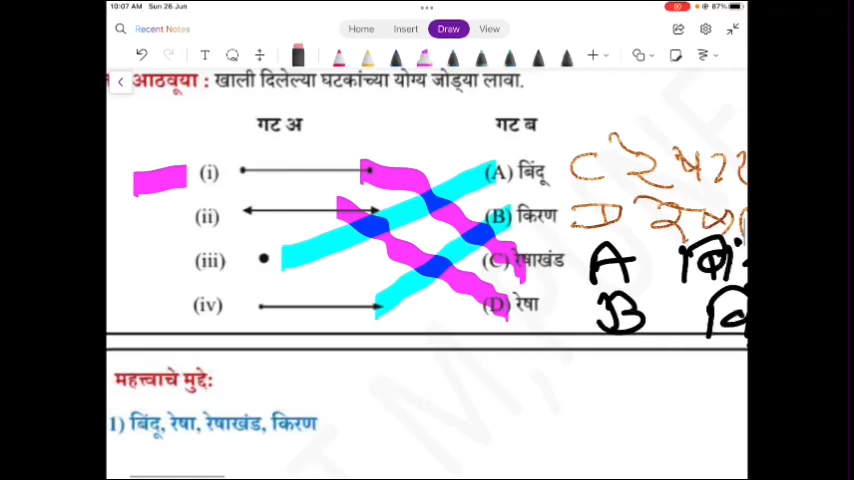 10:07 AM Sun 26 Jun
87%
Recent Notes
Home Insert Draw View
आठवूया : खाली दिलेल्या घटकांच्या योग्य जोड्या लावा.
गट अ गट ब
(i) (A) बिंदू C
(ii) (B) किरण D
(iii) (C) रेषाखंड A
(iv) (D) रेषा B
महत्त्वाचे मुद्दे:
1) बिंदू, रेषा, रेषाखंड, किरण